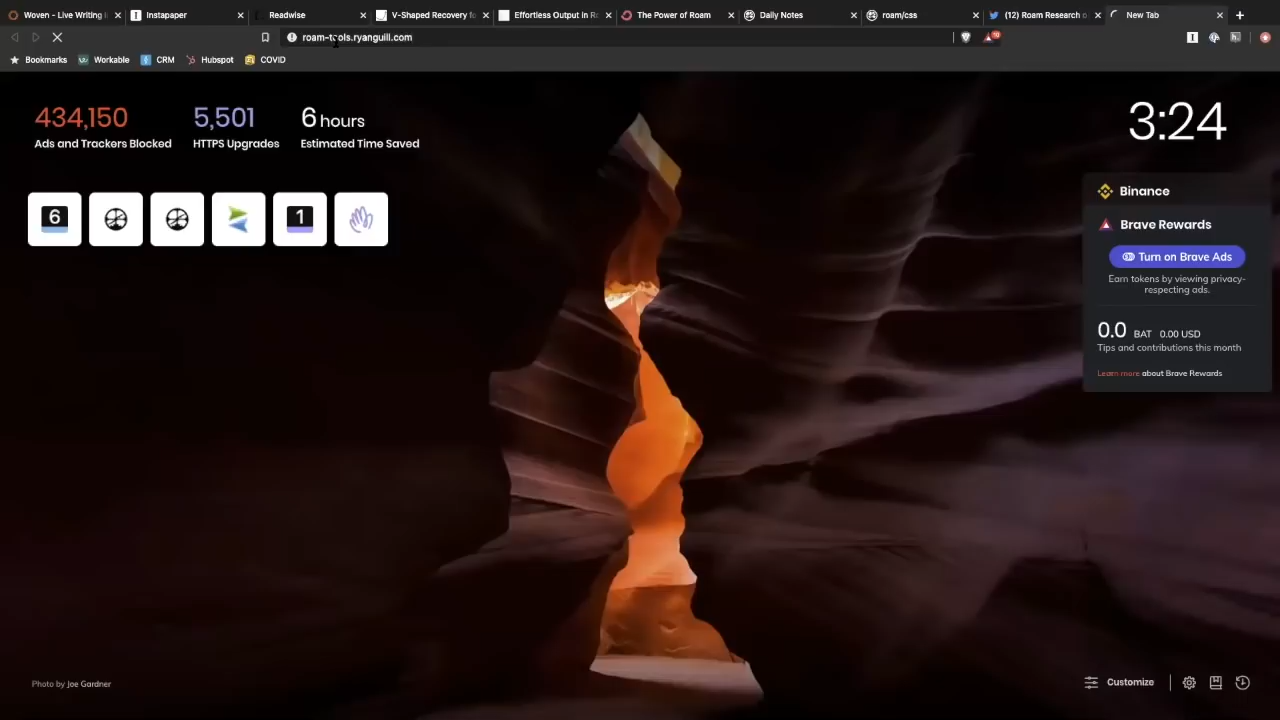 Woven - Live Writing i
Instapaper
Readwise
V-Shaped Recovery fo
Effortless Output in Ro
The Power of Roam
Daily Notes
roam/css
(12) Roam Research o
New Tab
roam-tools.ryanguill.com
Bookmarks
Workable
CRM
Hubspot
COVID
434,150
Ads and Trackers Blocked
5,501
HTTPS Upgrades
6 hours
Estimated Time Saved
3:24
6
1
Binance
Brave Rewards
Turn on Brave Ads
Earn tokens by viewing privacy-
respecting ads.
0.0 BAT 0.00 USD
Tips and contributions this month
Learn more about Brave Rewards
Photo by Joe Gardner
Customize